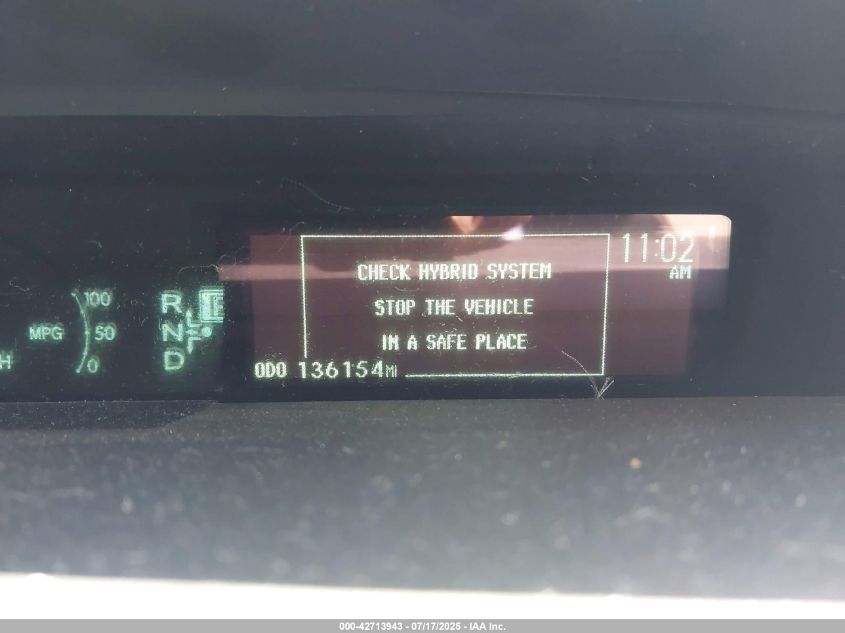 11:02
AM
CHECK HYBRID SYSTEM
STOP THE VEHICLE
IN A SAFE PLACE
ODO 136154MI
MPG
100
50
0
R
N
D
H
000-42713943 / 07/17/2025 - IAA Inc.